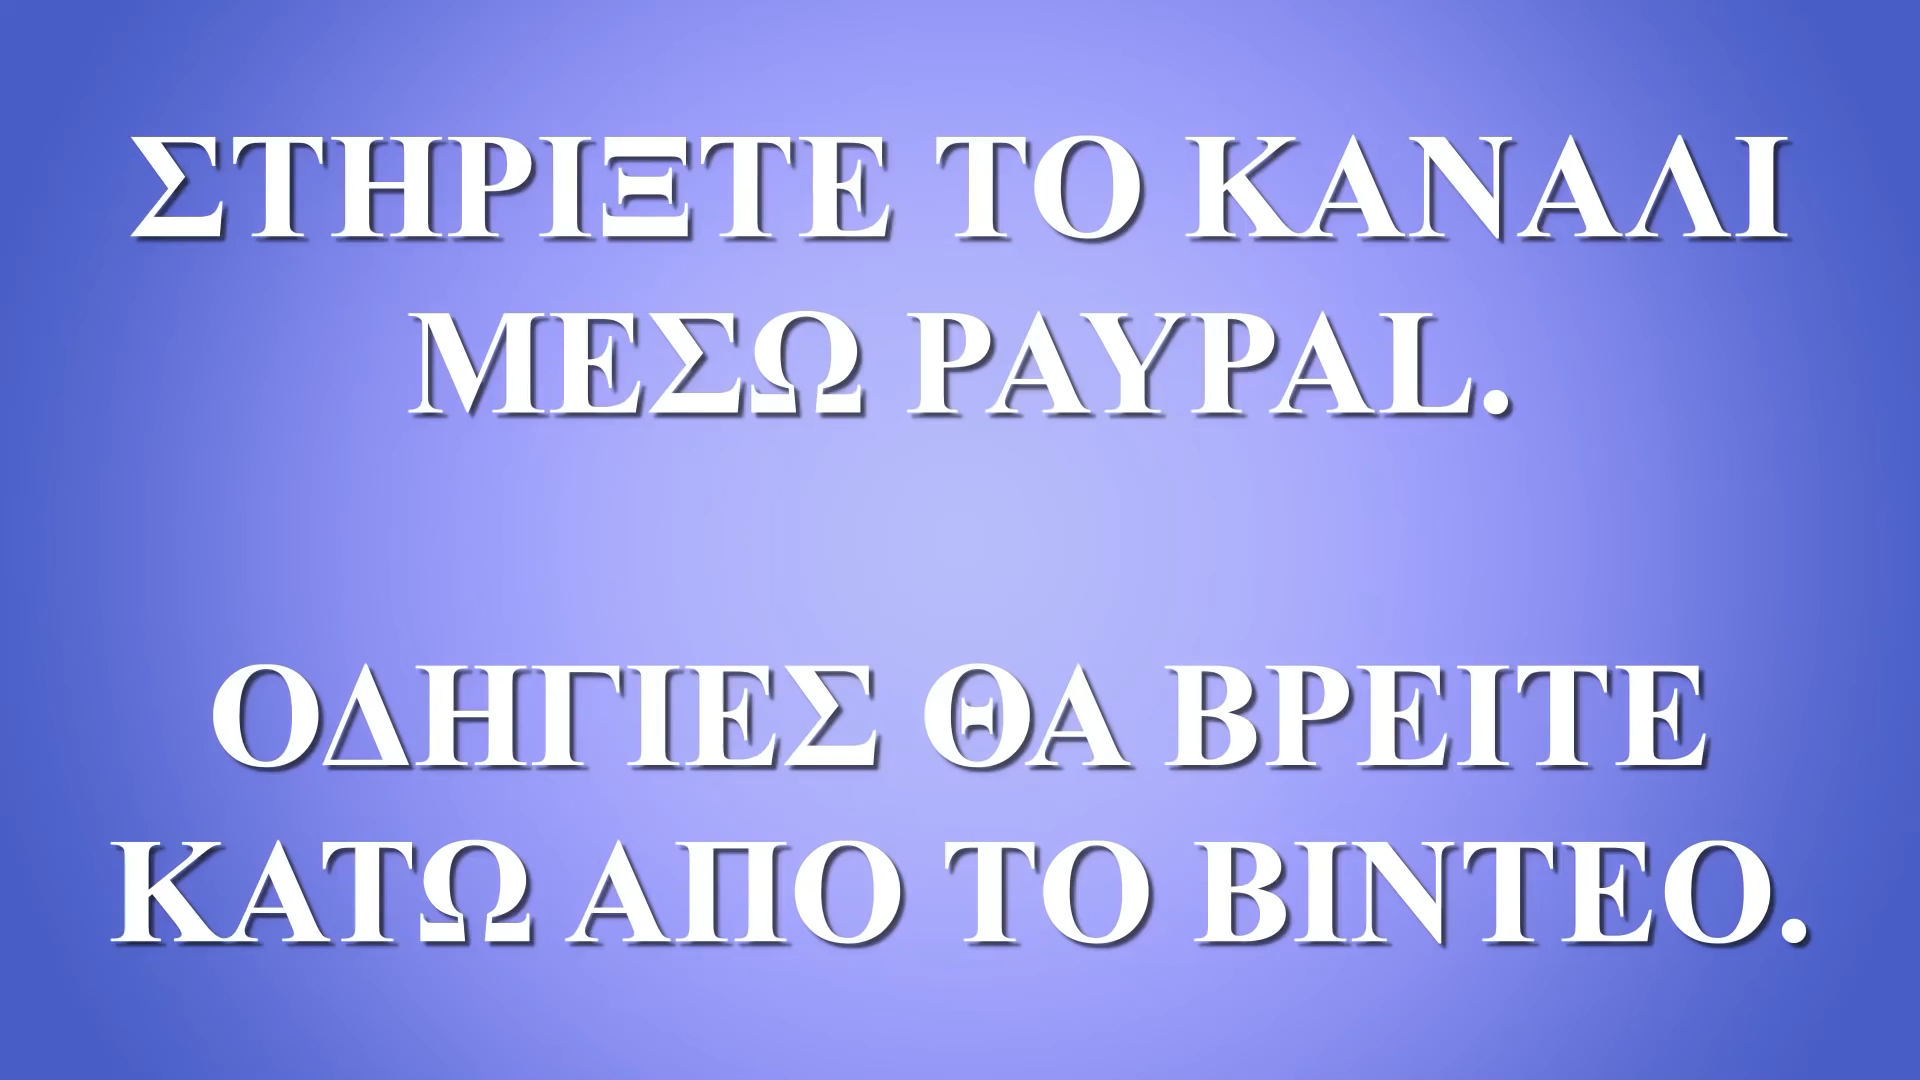 ΣΤΗΡΙΞΤΕ ΤΟ ΚΑΝΑΛΙ
ΜΕΣΩ PAYPAL.
ΟΔΗΓΙΕΣ ΘΑ ΒΡΕΙΤΕ
ΚΑΤΩ ΑΠΟ ΤΟ ΒΙΝΤΕΟ.